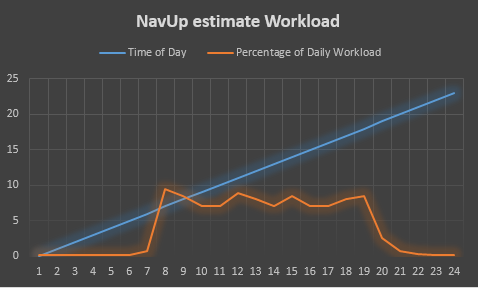 NavUp estimate Workload
Time of Day Percentage of Daily Workload
25
20
15
10
5
0
1 2 3 4 5 6 7 8 9 10 11 12 13 14 15 16 17 18 19 20 21 22 23 24